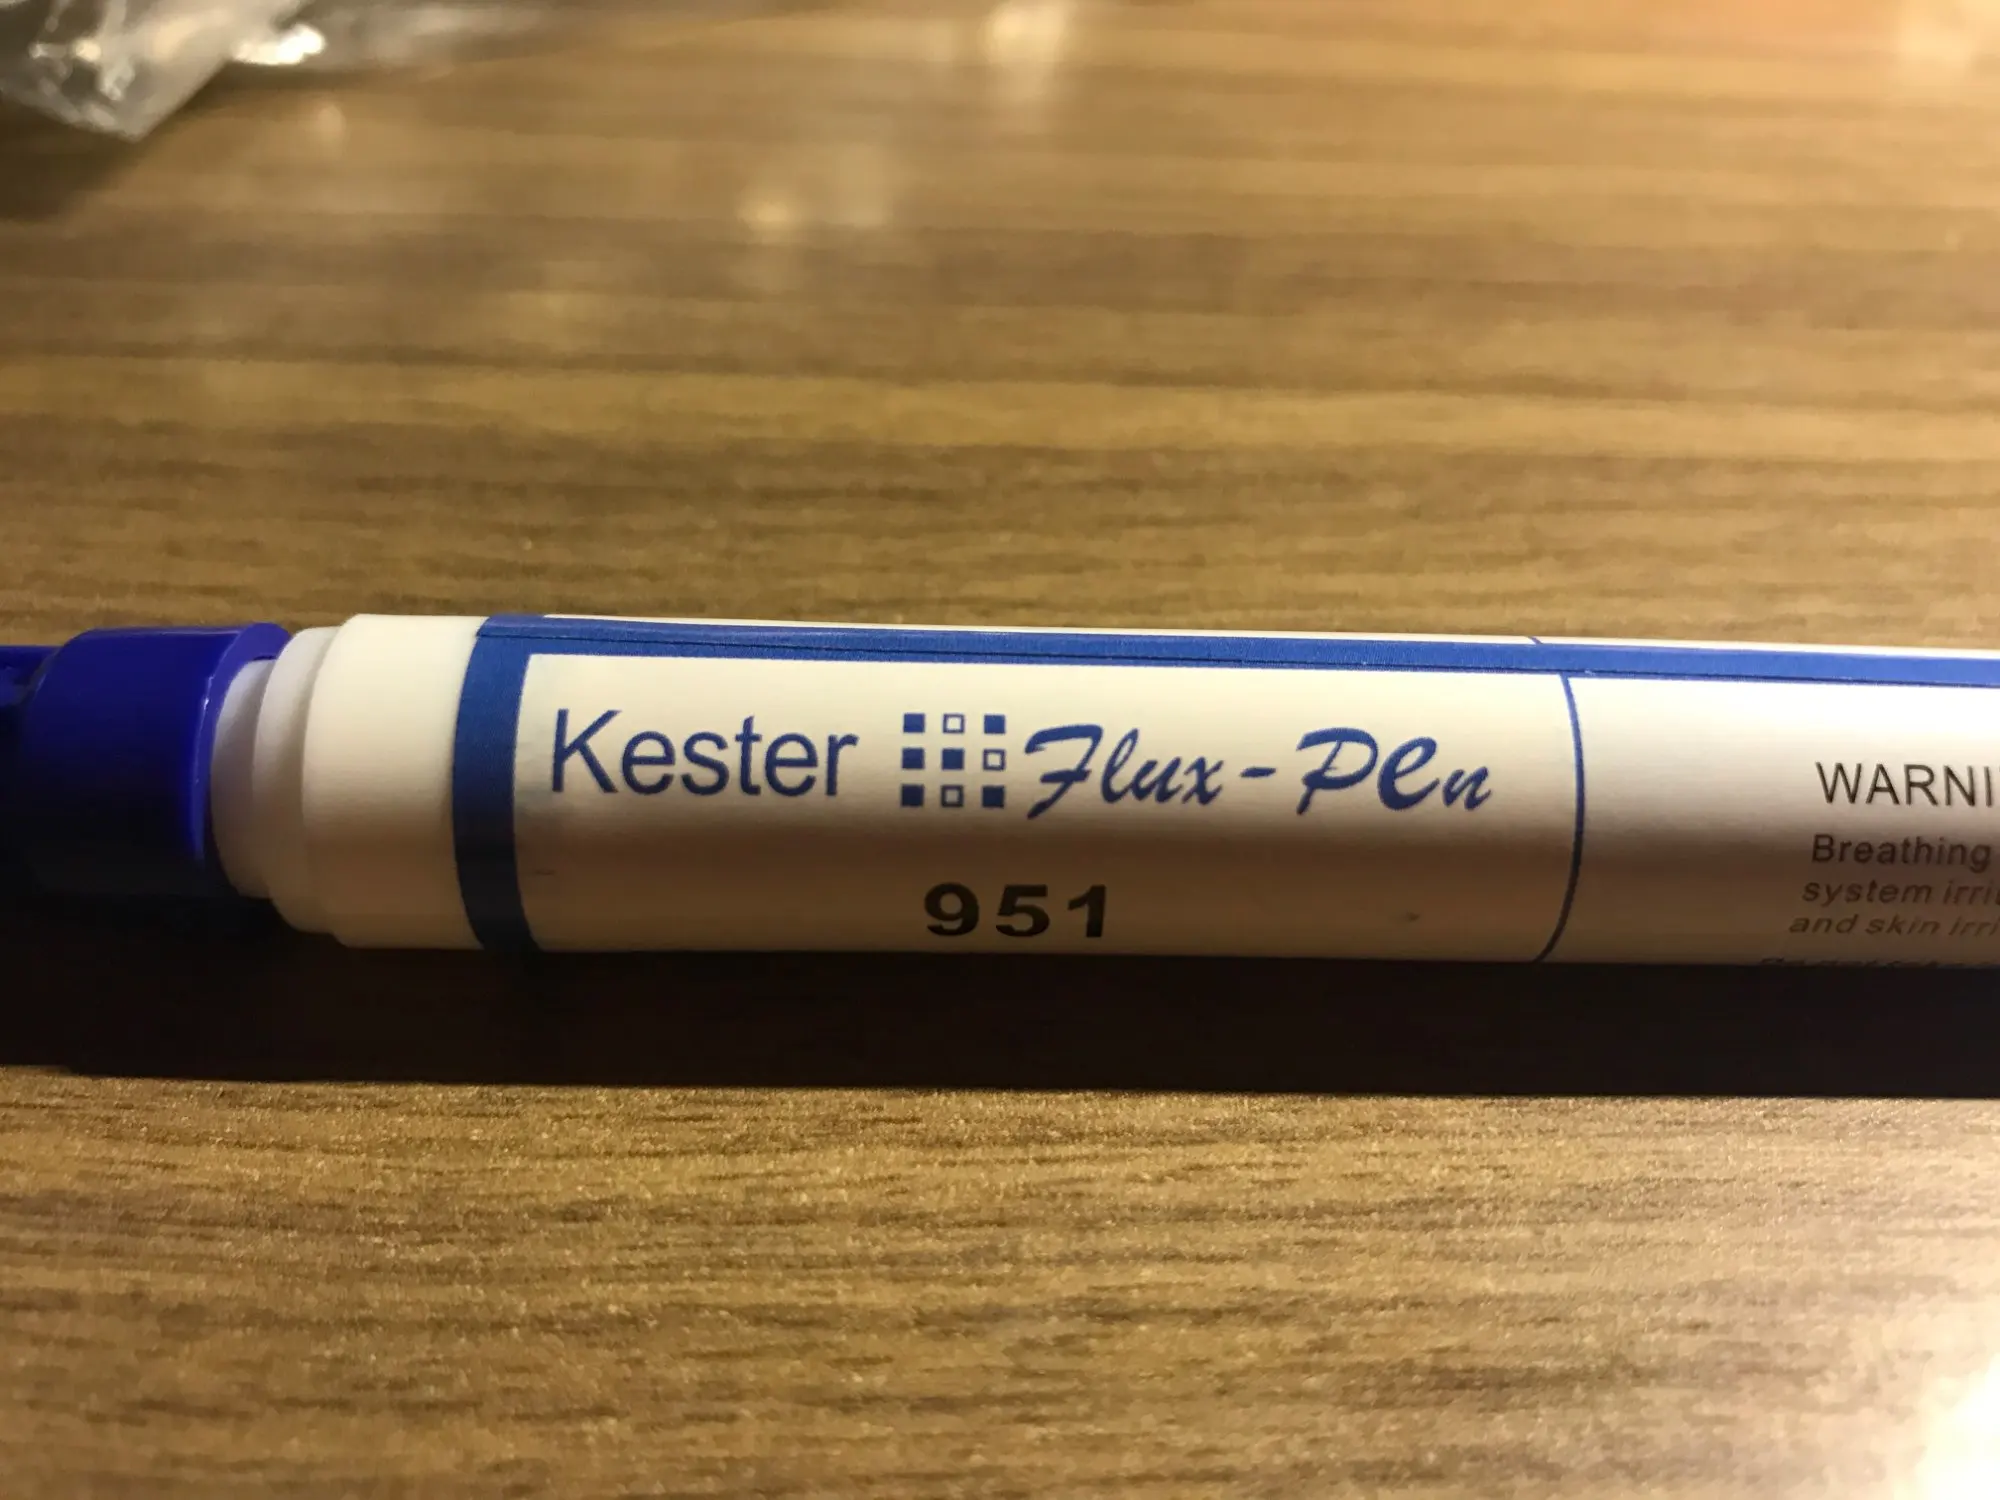 Kester Flux-Pen
951
WARNI
Breathing
system irri
and skin irri